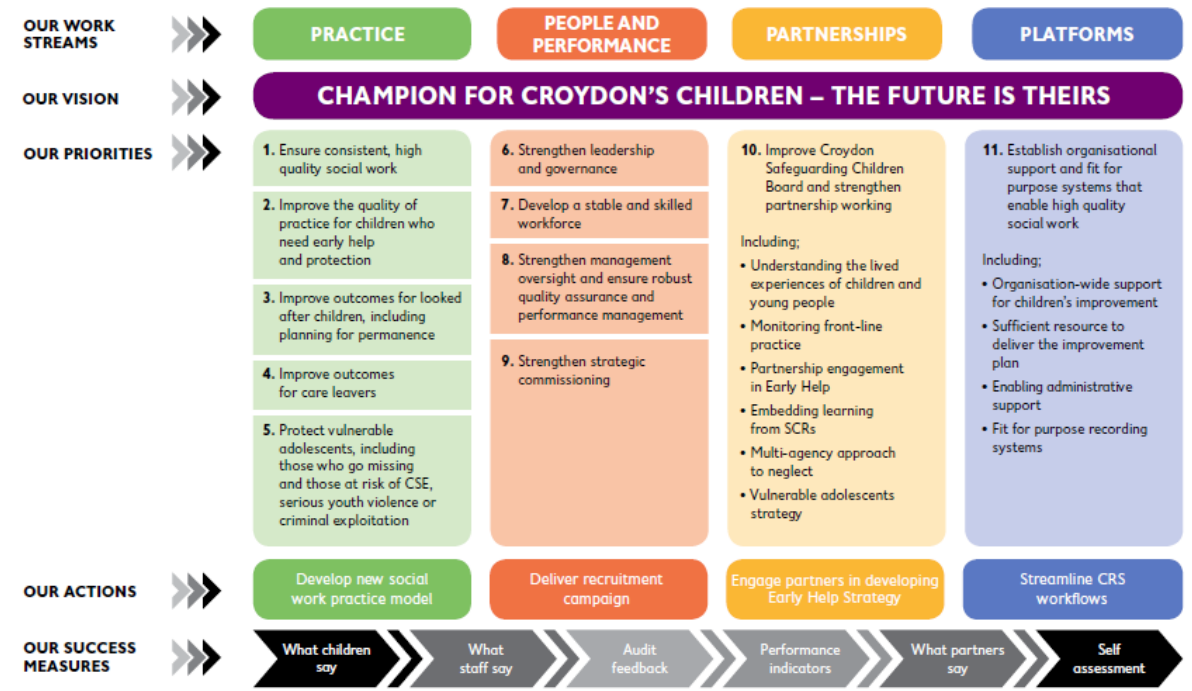 OUR WORK
STREAMS
PRACTICE
PEOPLE AND
PERFORMANCE
PARTNERSHIPS
PLATFORMS
OUR VISION
CHAMPION FOR CROYDON'S CHILDREN – THE FUTURE IS THEIRS
OUR PRIORITIES
1. Ensure consistent, high
quality social work
2. Improve the quality of
practice for children who
need early help
and protection
3. Improve outcomes for looked
after children, including
planning for permanence
4. Improve outcomes
for care leavers
5. Protect vulnerable
adolescents, including
those who go missing
and those at risk of CSE,
serious youth violence or
criminal exploitation
6. Strengthen leadership
and governance
7. Develop a stable and skilled
workforce
8. Strengthen management
oversight and ensure robust
quality assurance and
performance management
9. Strengthen strategic
commissioning
10. Improve Croydon
Safeguarding Children
Board and strengthen
partnership working
Including;
• Understanding the lived
experiences of children and
young people
• Monitoring front-line
practice
• Partnership engagement
in Early Help
• Embedding learning
from SCRs
• Multi-agency approach
to neglect
• Vulnerable adolescents
strategy
11. Establish organisational
support and fit for
purpose systems that
enable high quality
social work
Including;
• Organisation-wide support
for children's improvement
• Sufficient resource to
deliver the improvement
plan
• Enabling administrative
support
• Fit for purpose recording
systems
OUR ACTIONS
Develop new social
work practice model
Deliver recruitment
campaign
Engage partners in developing
Early Help Strategy
Streamline CRS
workflows
OUR SUCCESS
MEASURES
What children
say
What
staff say
Audit
feedback
Performance
indicators
What partners
say
Self
assessment